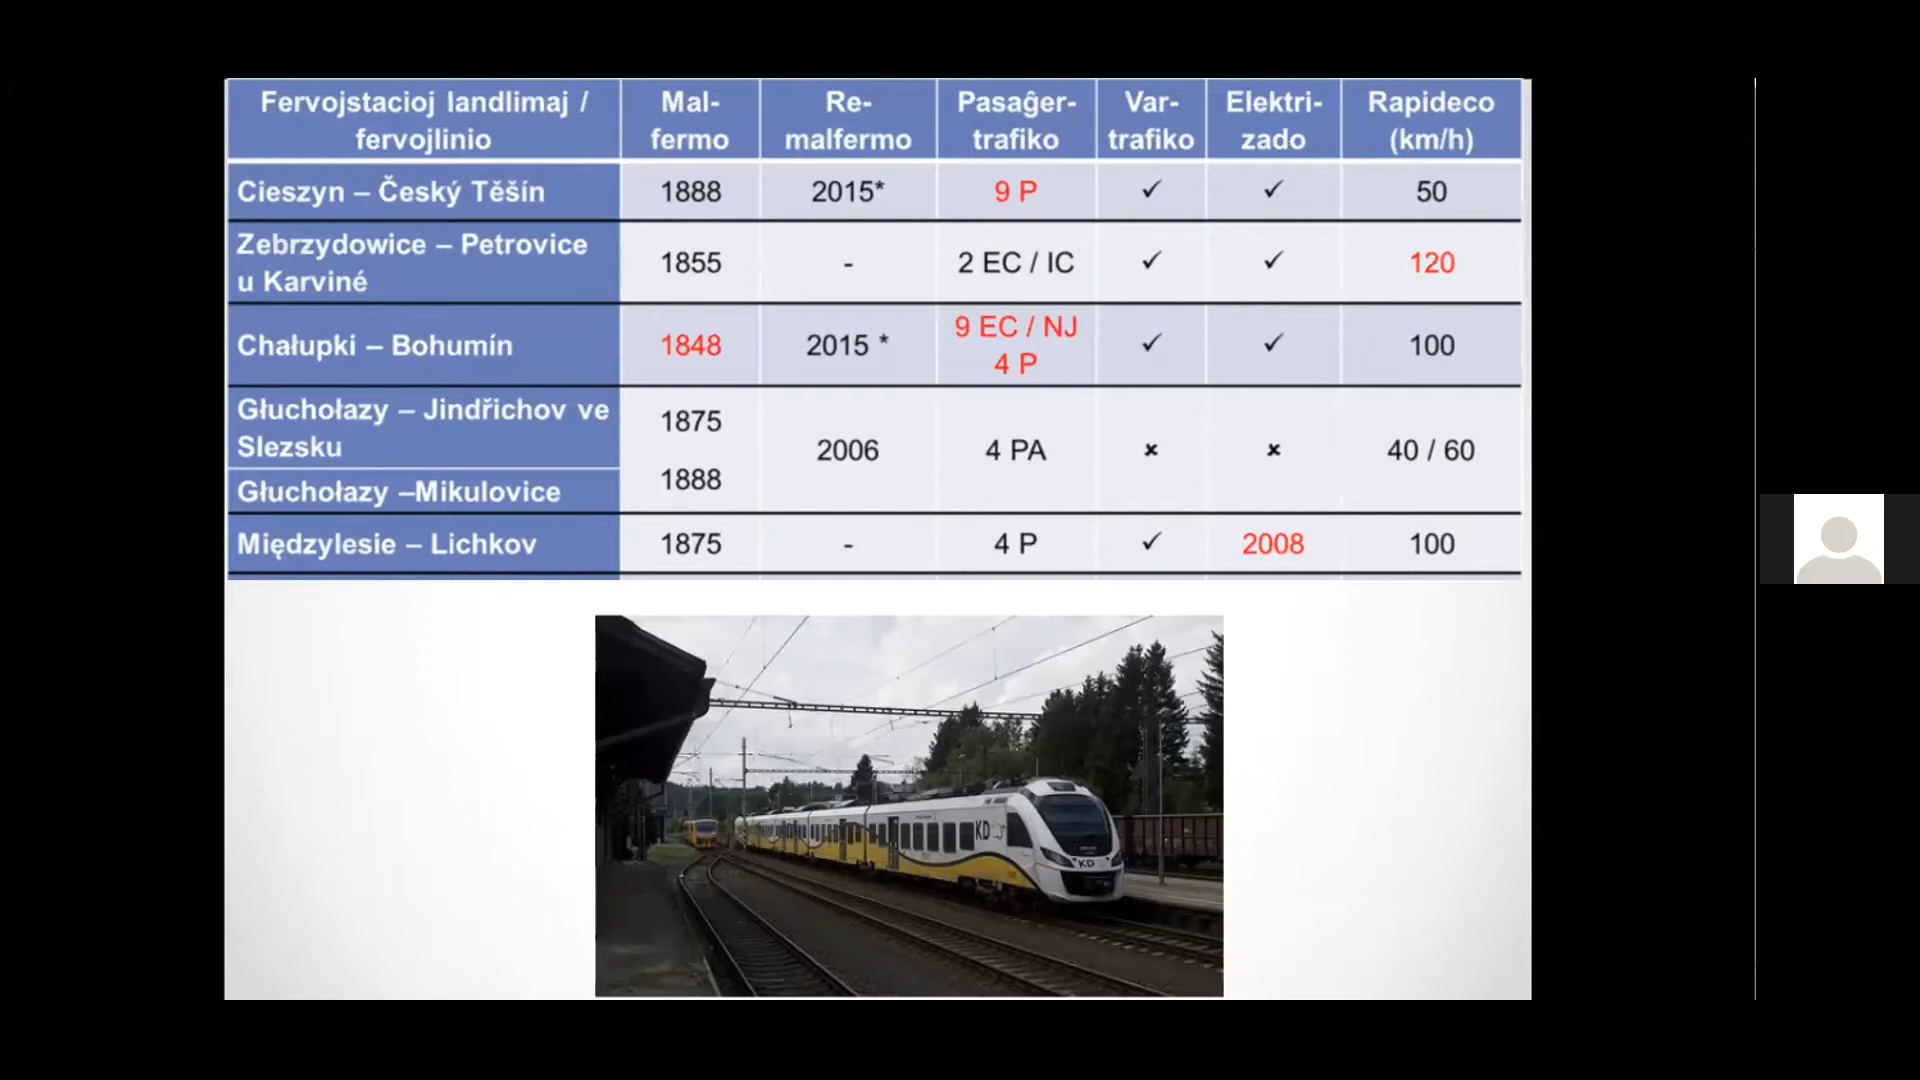 Fervojstacioj landlimaj /
fervojlinio
Mal-
fermo
Re-
malfermo
Pasaĝer-
trafiko
Var-
trafiko
Elektri-
zado
Rapideco
(km/h)
Cieszyn – Český Těšín
1888
2015*
9 P
✓
✓
50
Zebrzydowice – Petrovice
u Karviné
1855
-
2 EC / IC
✓
✓
120
Chałupki – Bohumín
1848
2015 *
9 EC / NJ
4 P
✓
✓
100
Głuchołazy – Jindřichov ve
Slezsku
1875
Głuchołazy –Mikulovice
1888
2006
4 PA
×
×
40 / 60
Międzylesie – Lichkov
1875
-
4 P
✓
2008
100
KD
KD